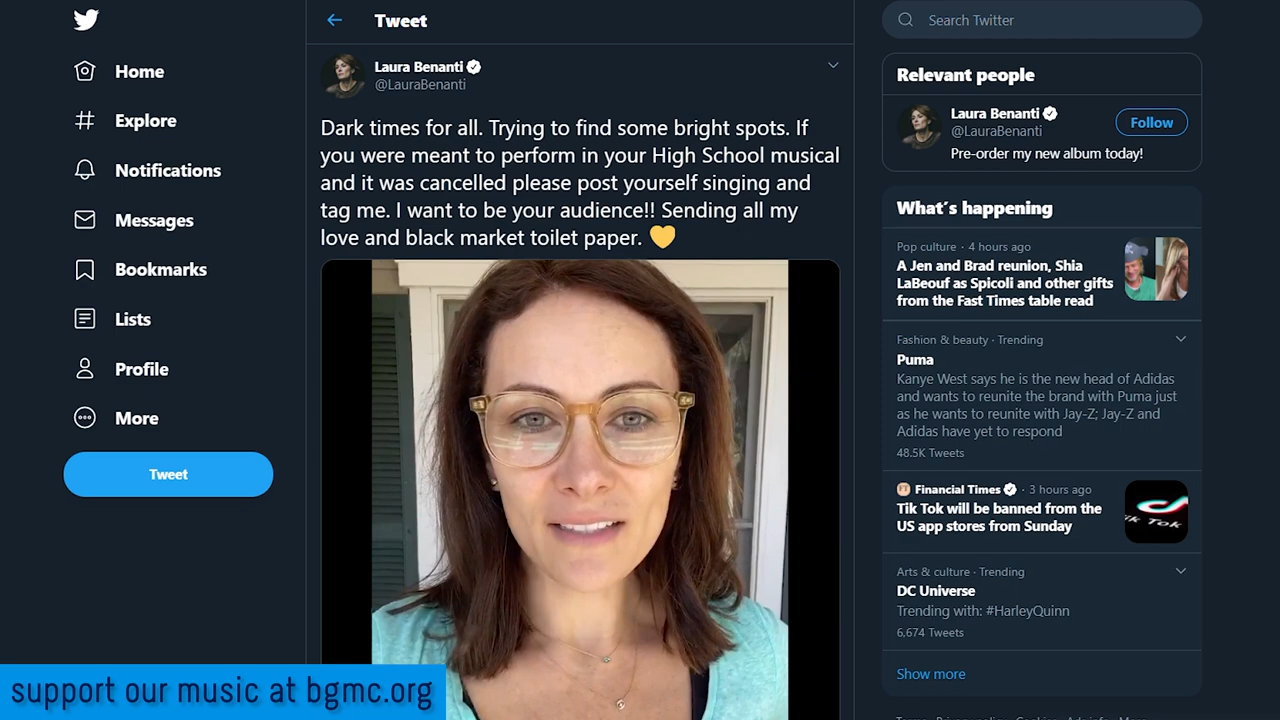 Home
Explore
Notifications
Messages
Bookmarks
Lists
Profile
More
Tweet
Tweet
Laura Benanti
@LauraBenanti
Dark times for all. Trying to find some bright spots. If
you were meant to perform in your High School musical
and it was cancelled please post yourself singing and
tag me. I want to be your audience!! Sending all my
love and black market toilet paper. 💛
Search Twitter
Relevant people
Laura Benanti
@LauraBenanti
Follow
Pre-order my new album today!
What's happening
Pop culture · 4 hours ago
A Jen and Brad reunion, Shia
LaBeouf as Spicoli and other gifts
from the Fast Times table read
Fashion & beauty · Trending
Puma
Kanye West says he is the new head of Adidas
and wants to reunite the brand with Puma just
as he wants to reunite with Jay-Z; Jay-Z and
Adidas have yet to respond
48.5K Tweets
Financial Times · 3 hours ago
Tik Tok will be banned from the
US app stores from Sunday
Tik Tok
Arts & culture · Trending
DC Universe
Trending with: #HarleyQuinn
6,674 Tweets
Show more
support our music at bgmc.org